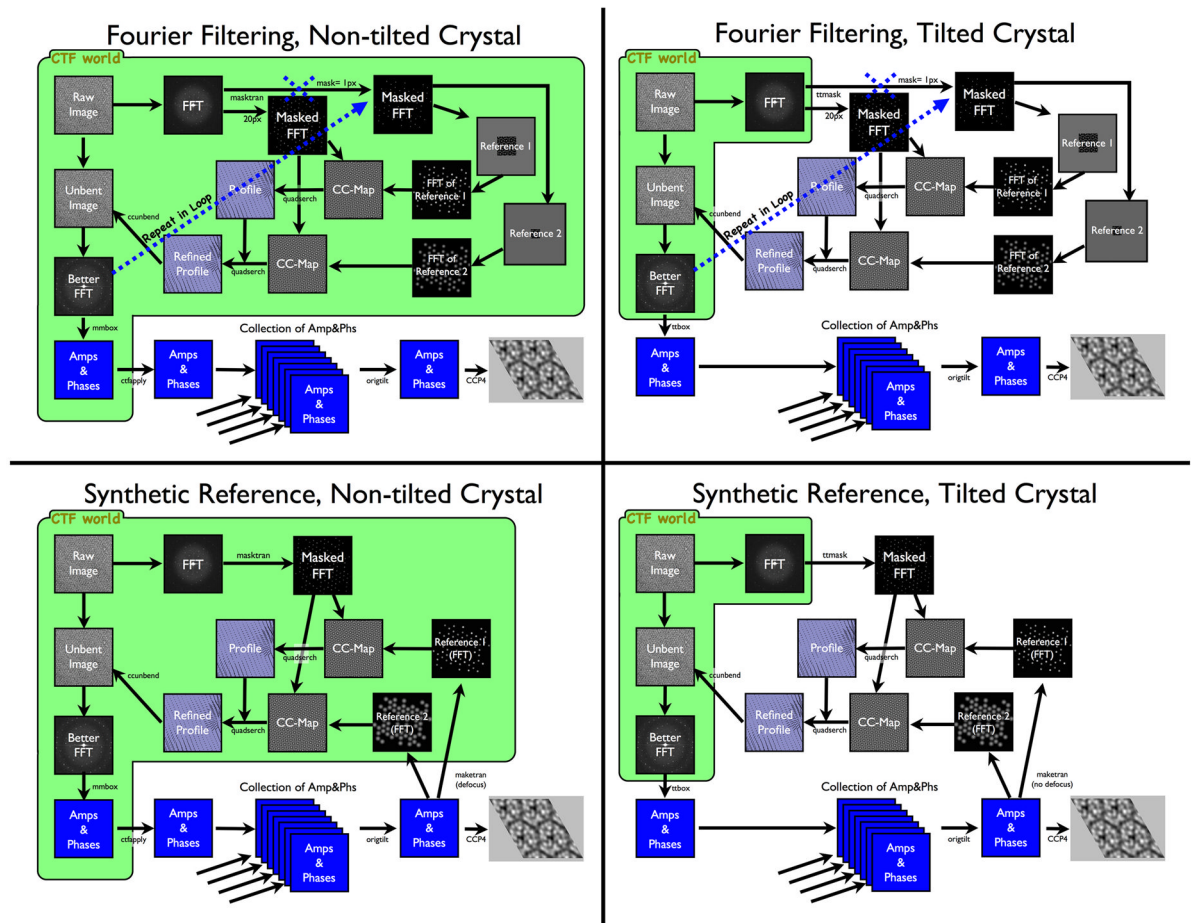 Fourier Filtering, Non-tilted Crystal
CTF world
Raw
Image
FFT
masktran
20px
mask= 1px
Masked
FFT
Masked
FFT
Reference 1
Unbent
Image
Profile
quadserch
CC-Map
FFT of
Reference 1
ccunbend
Repeat in Loop
Reference 2
Better
FFT
Refined
Profile
quadserch
CC-Map
FFT of
Reference 2
mmbox
Collection of Amp&Phs
Amps
& Phases
ctfapply
Amps
& Phases
Amps
&
Phases
origtilt
Amps
& Phases
CCP4
Fourier Filtering, Tilted Crystal
CTF world
Raw
Image
FFT
ttmask
20px
mask= 1px
Masked
FFT
Masked
FFT
Reference 1
Unbent
Image
Profile
quadserch
CC-Map
FFT of
Reference 1
ccunbend
Repeat in Loop
Reference 2
Better
FFT
Refined
Profile
quadserch
CC-Map
FFT of
Reference 2
ttbox
Collection of Amp&Phs
Amps
& Phases
Amps
&
Phases
origtilt
Amps
& Phases
CCP4
Synthetic Reference, Non-tilted Crystal
CTF world
Raw
Image
FFT
masktran
Masked
FFT
Unbent
Image
Profile
quadserch
CC-Map
Reference 1
(FFT)
ccunbend
Better
FFT
Refined
Profile
quadserch
CC-Map
Reference 2
(FFT)
mmbox
Collection of Amp&Phs
maketran
(defocus)
Amps
& Phases
ctfapply
Amps
& Phases
Amps
&
Phases
origtilt
Amps
& Phases
CCP4
Synthetic Reference, Tilted Crystal
CTF world
Raw
Image
FFT
ttmask
Masked
FFT
Unbent
Image
Profile
quadserch
CC-Map
Reference 1
(FFT)
ccunbend
Better
FFT
Refined
Profile
quadserch
CC-Map
Reference 2
(FFT)
ttbox
Collection of Amp&Phs
maketran
(no defocus)
Amps
& Phases
Amps
&
Phases
origtilt
Amps
& Phases
CCP4